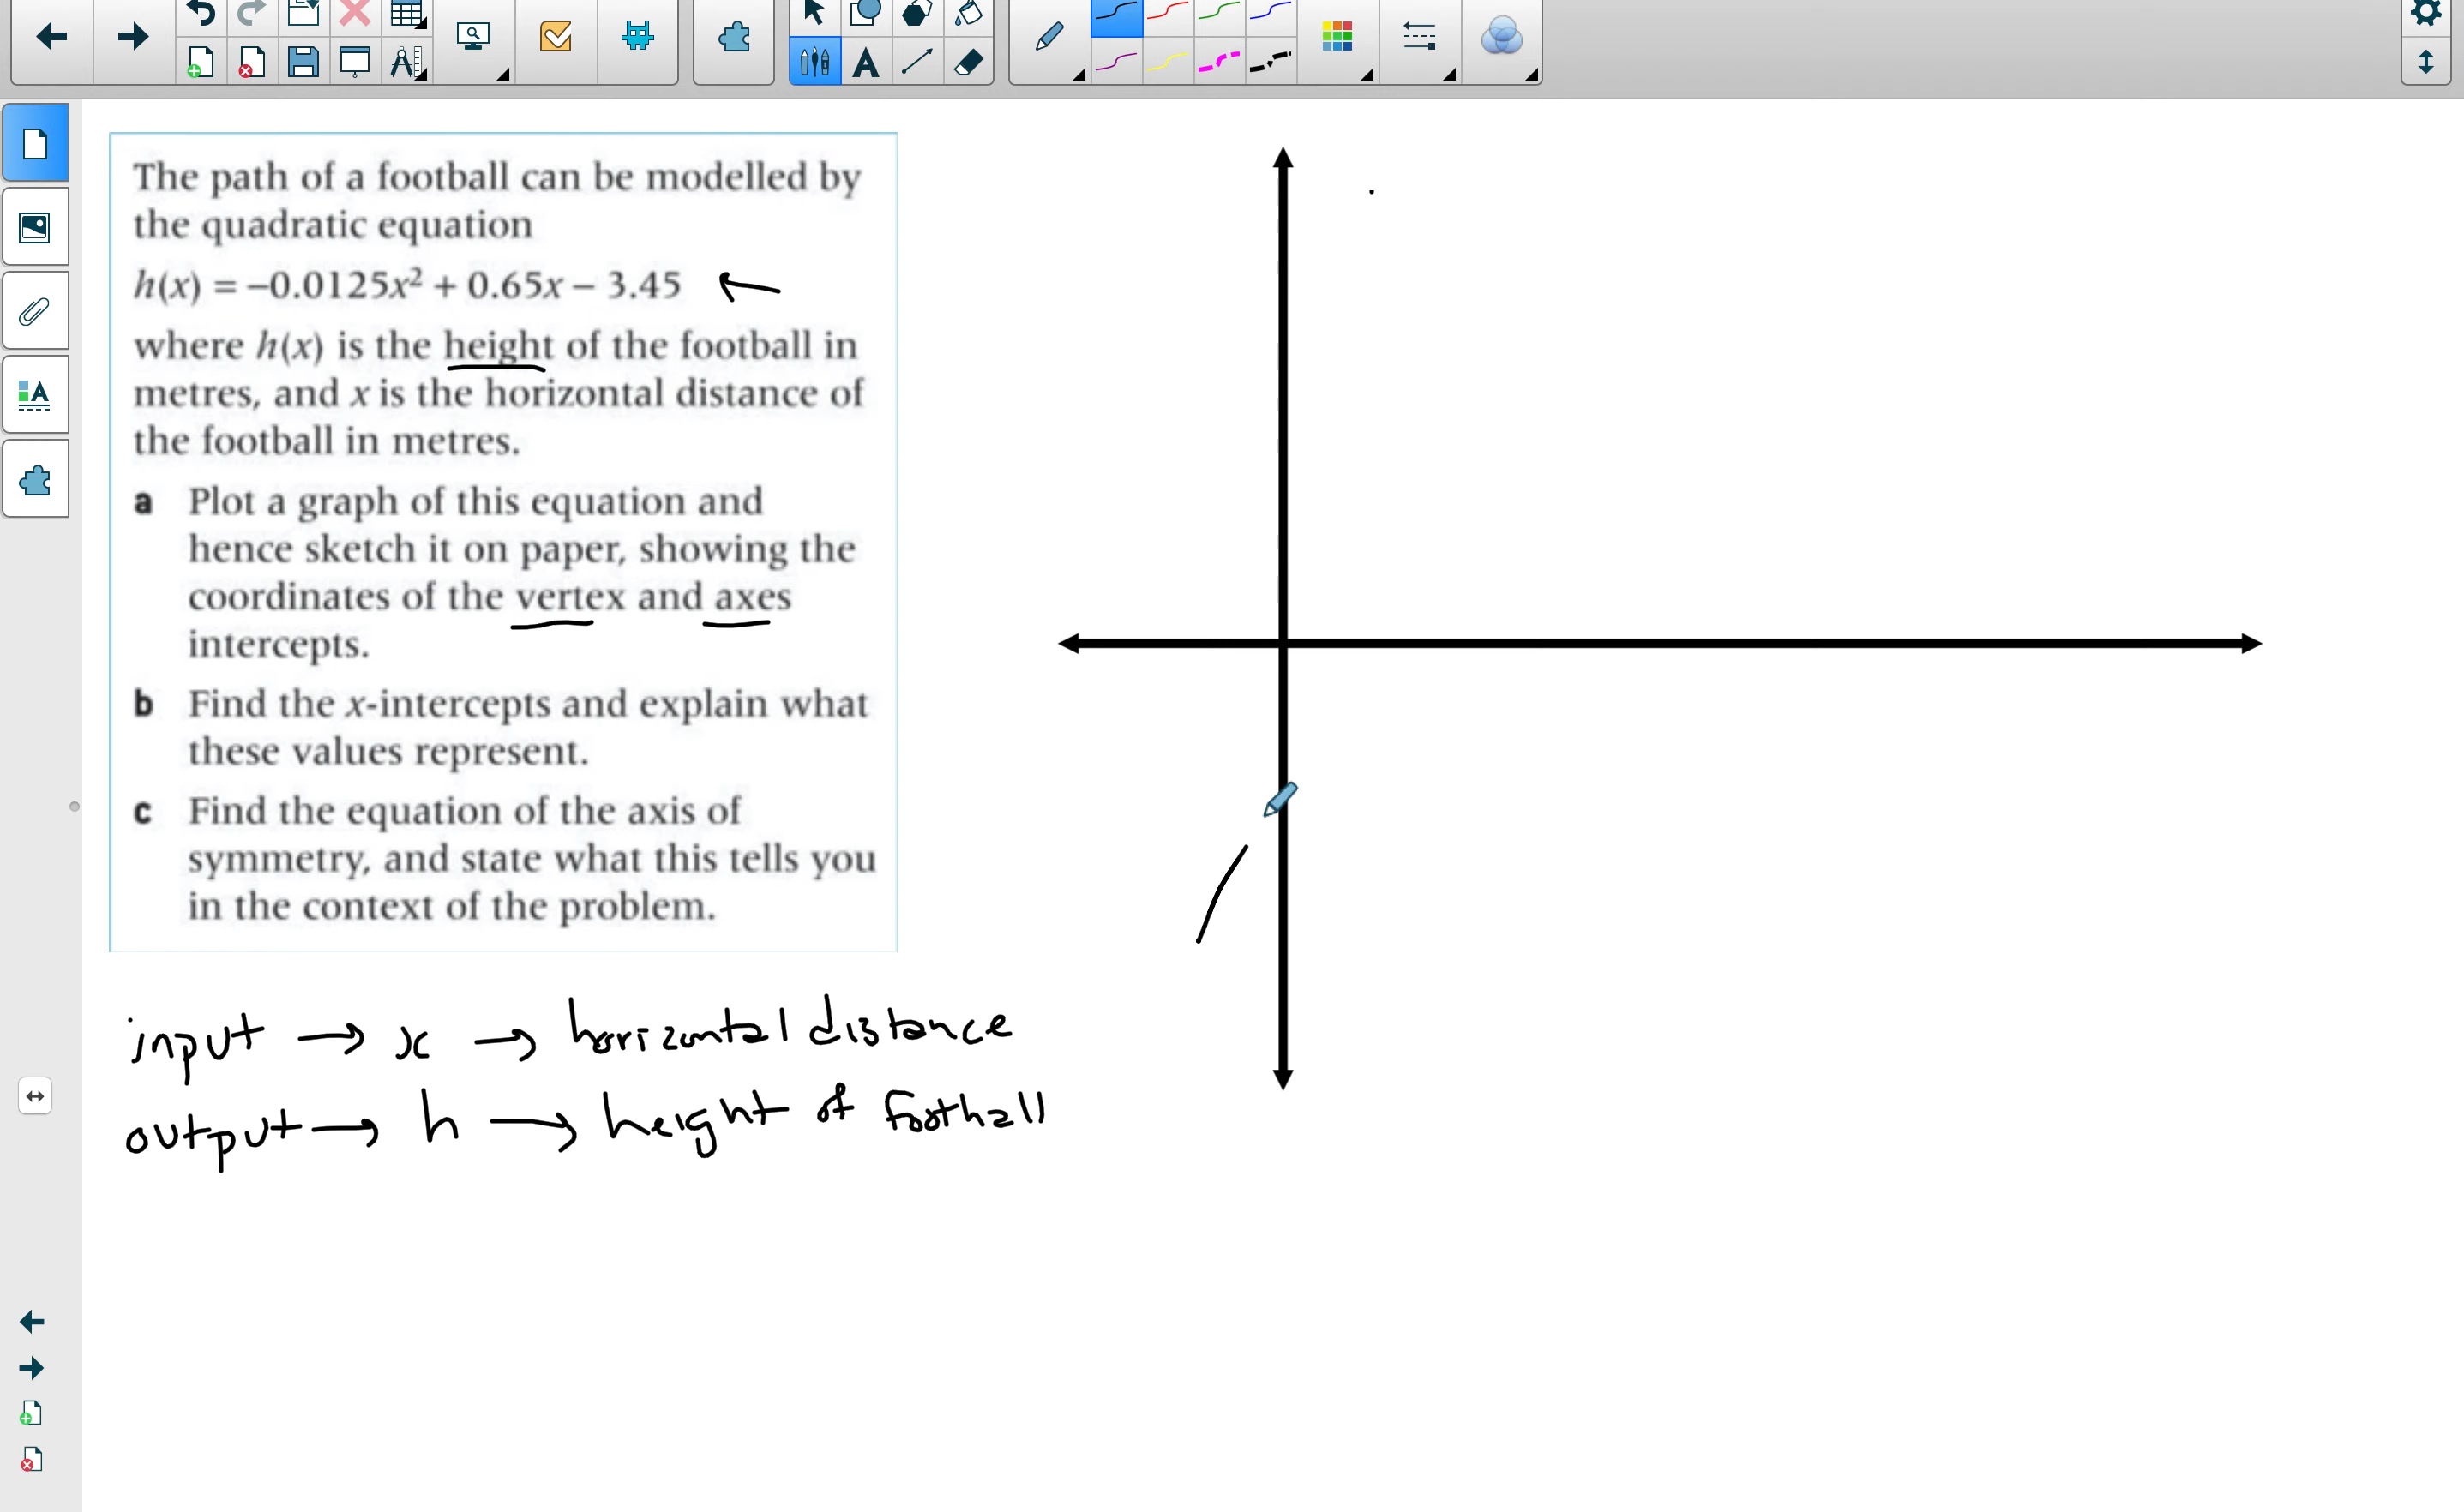 The path of a football can be modelled by
the quadratic equation
h(x) = −0.0125x² + 0.65x − 3.45
where h(x) is the height of the football in
metres, and x is the horizontal distance of
the football in metres.
a Plot a graph of this equation and
hence sketch it on paper, showing the
coordinates of the vertex and axes
intercepts.
b Find the x-intercepts and explain what
these values represent.
c Find the equation of the axis of
symmetry, and state what this tells you
in the context of the problem.
input → x → horizontal distance
output → h → height of football